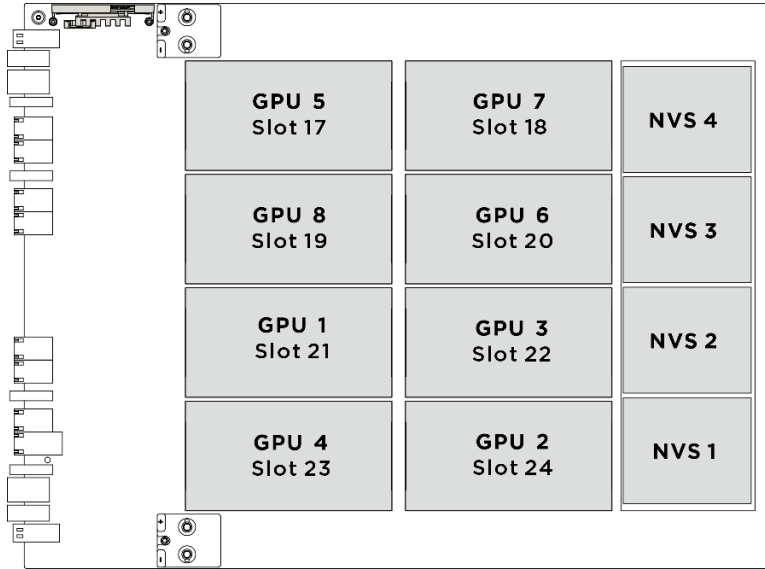 GPU 5
Slot 17
GPU 7
Slot 18
NVS 4
GPU 8
Slot 19
GPU 6
Slot 20
NVS 3
GPU 1
Slot 21
GPU 3
Slot 22
NVS 2
GPU 4
Slot 23
GPU 2
Slot 24
NVS 1